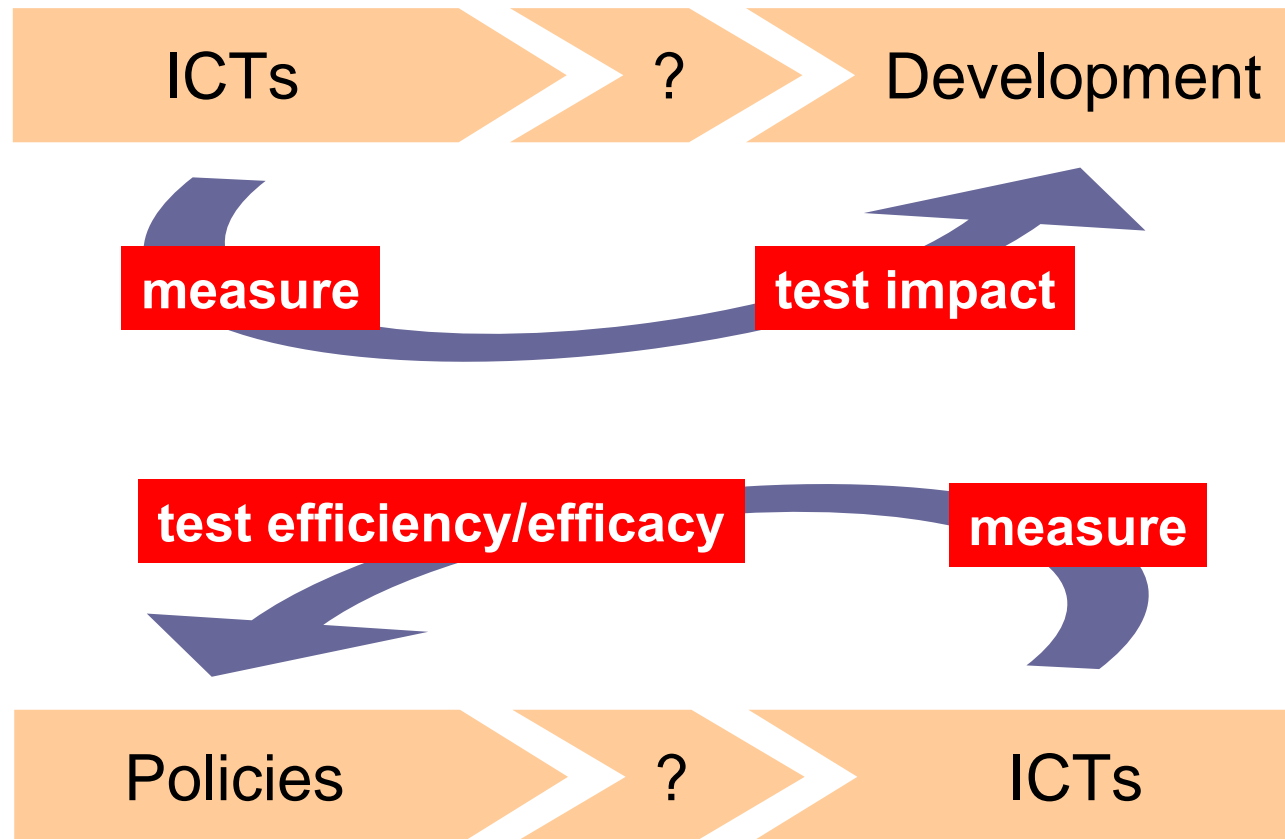 ICTs ? Development
measure test impact
test efficiency/efficacy measure
Policies ? ICTs